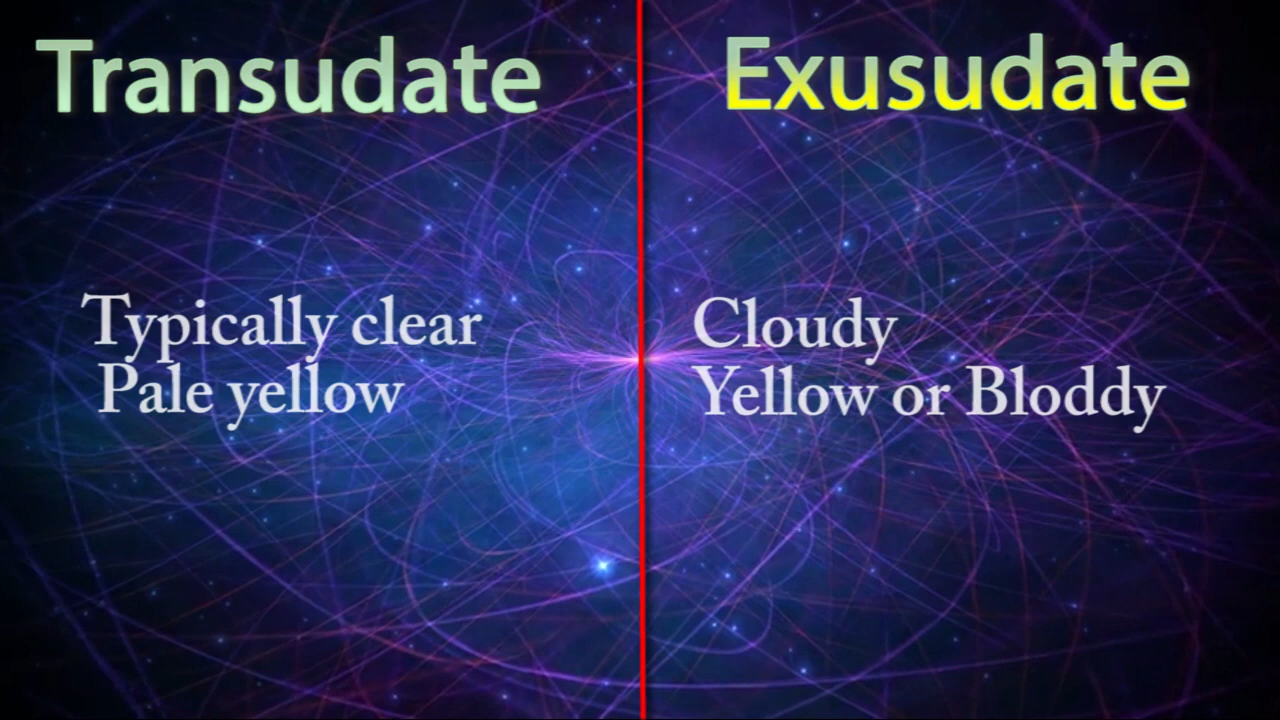 Transudate
Exusudate
Typically clear
Pale yellow
Cloudy
Yellow or Bloddy